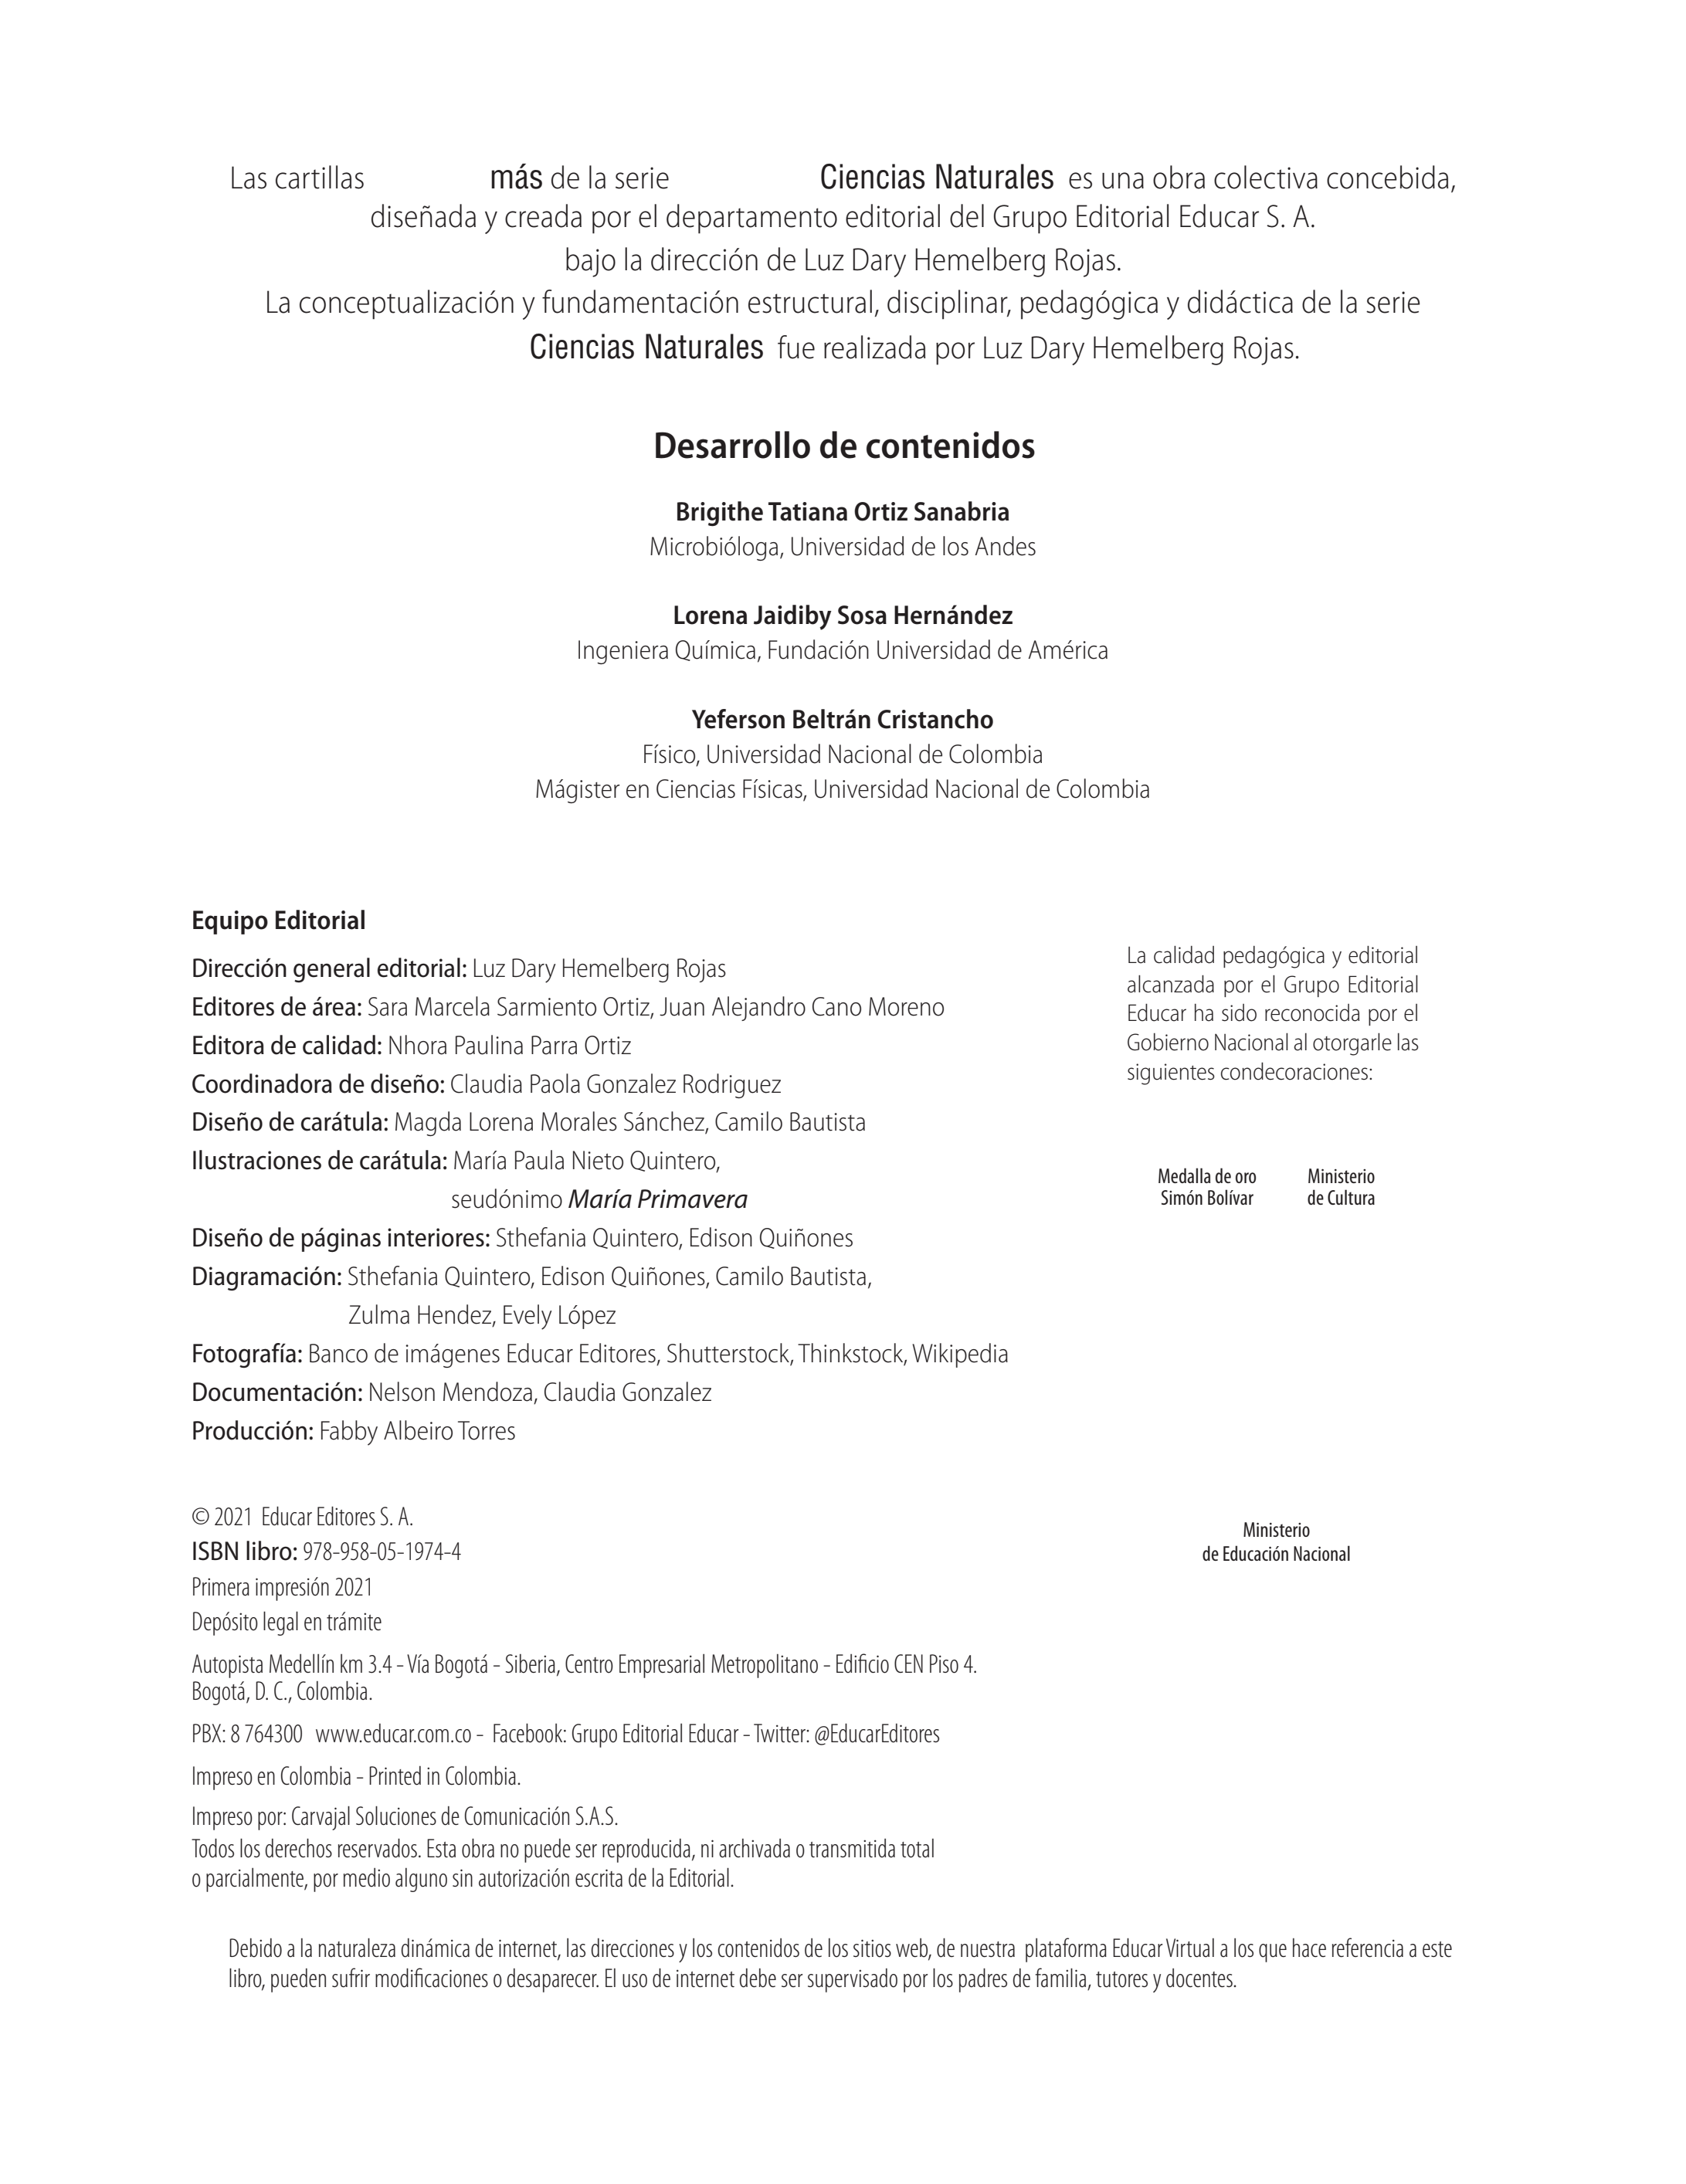 Las cartillas más de la serie Ciencias Naturales es una obra colectiva concebida,
diseñada y creada por el departamento editorial del Grupo Editorial Educar S. A.
bajo la dirección de Luz Dary Hemelberg Rojas.
La conceptualización y fundamentación estructural, disciplinar, pedagógica y didáctica de la serie
Ciencias Naturales fue realizada por Luz Dary Hemelberg Rojas.
Desarrollo de contenidos
Brigithe Tatiana Ortiz Sanabria
Microbióloga, Universidad de los Andes
Lorena Jaidiby Sosa Hernández
Ingeniera Química, Fundación Universidad de América
Yeferson Beltrán Cristancho
Físico, Universidad Nacional de Colombia
Mágister en Ciencias Físicas, Universidad Nacional de Colombia
Equipo Editorial
Dirección general editorial: Luz Dary Hemelberg Rojas
Editores de área: Sara Marcela Sarmiento Ortiz, Juan Alejandro Cano Moreno
Editora de calidad: Nhora Paulina Parra Ortiz
Coordinadora de diseño: Claudia Paola Gonzalez Rodriguez
Diseño de carátula: Magda Lorena Morales Sánchez, Camilo Bautista
Ilustraciones de carátula: María Paula Nieto Quintero,
seudónimo María Primavera
Diseño de páginas interiores: Sthefania Quintero, Edison Quiñones
Diagramación: Sthefania Quintero, Edison Quiñones, Camilo Bautista,
Zulma Hendez, Evely López
Fotografía: Banco de imágenes Educar Editores, Shutterstock, Thinkstock, Wikipedia
Documentación: Nelson Mendoza, Claudia Gonzalez
Producción: Fabby Albeiro Torres
La calidad pedagógica y editorial
alcanzada por el Grupo Editorial
Educar ha sido reconocida por el
Gobierno Nacional al otorgarle las
siguientes condecoraciones:
Medalla de oro
Simón Bolívar
Ministerio
de Cultura
Ministerio
de Educación Nacional
© 2021 Educar Editores S. A.
ISBN libro: 978-958-05-1974-4
Primera impresión 2021
Depósito legal en trámite
Autopista Medellín km 3.4 - Vía Bogotá - Siberia, Centro Empresarial Metropolitano - Edificio CEN Piso 4.
Bogotá, D. C., Colombia.
PBX: 8 764300 www.educar.com.co - Facebook: Grupo Editorial Educar - Twitter: @EducarEditores
Impreso en Colombia - Printed in Colombia.
Impreso por: Carvajal Soluciones de Comunicación S.A.S.
Todos los derechos reservados. Esta obra no puede ser reproducida, ni archivada o transmitida total
o parcialmente, por medio alguno sin autorización escrita de la Editorial.
Debido a la naturaleza dinámica de internet, las direcciones y los contenidos de los sitios web, de nuestra plataforma Educar Virtual a los que hace referencia a este
libro, pueden sufrir modificaciones o desaparecer. El uso de internet debe ser supervisado por los padres de familia, tutores y docentes.